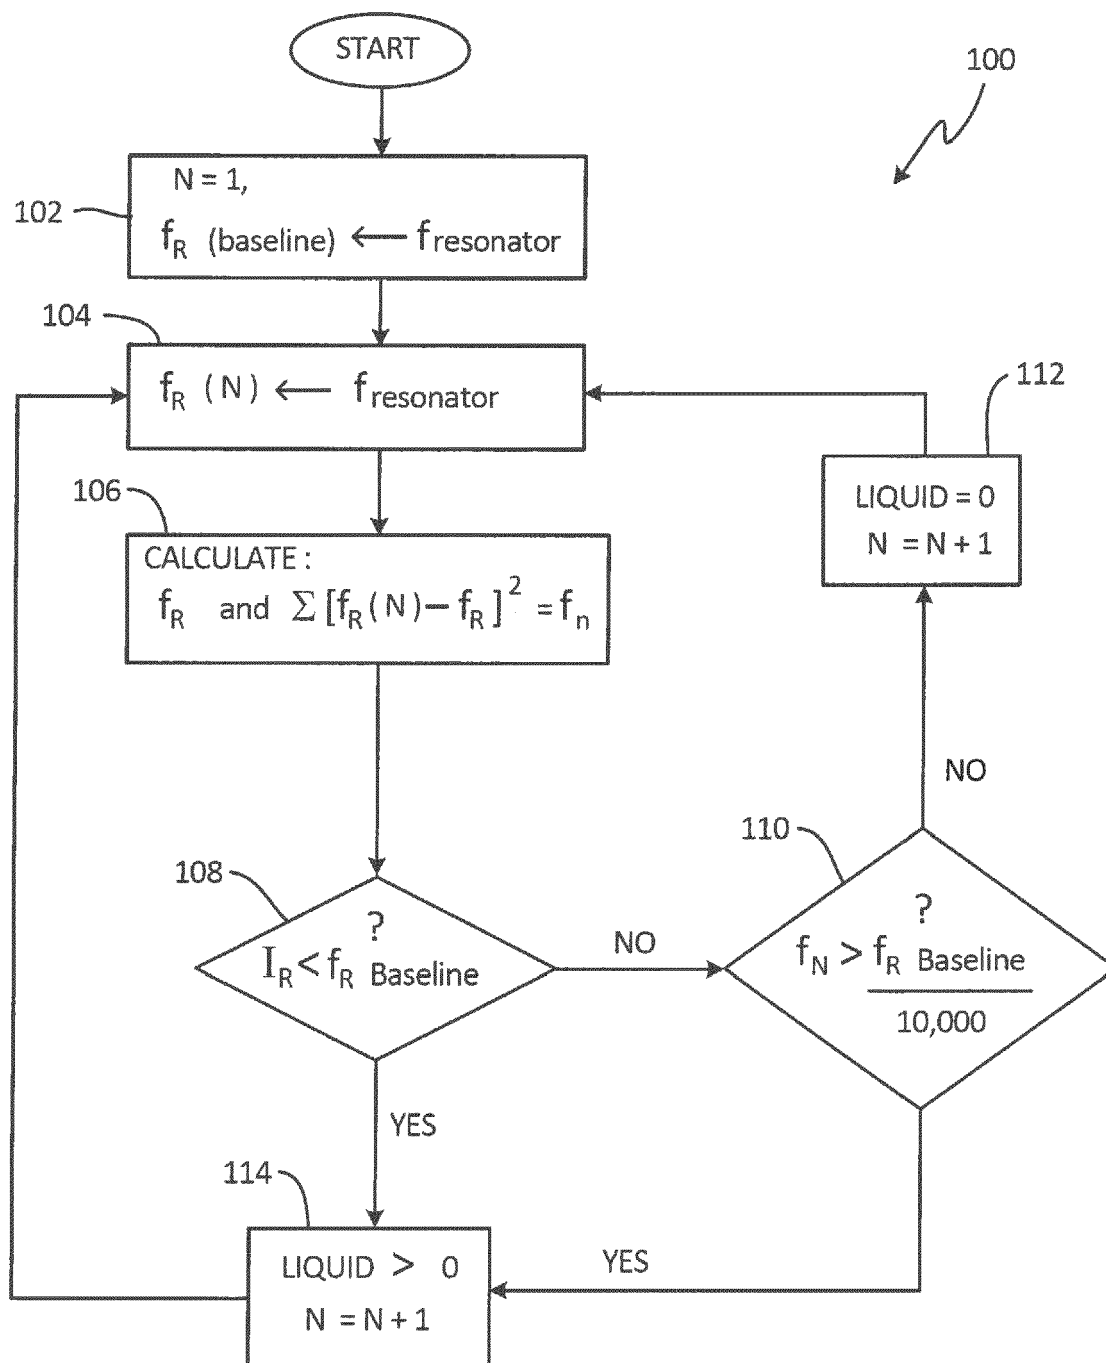 START
100
N = 1,
102
f_R (baseline) ← f_resonator
104
f_R (N) ← f_resonator
112
LIQUID = 0
N = N + 1
106
CALCULATE :
f_R and Σ [f_R(N) − f_R]² = f_n
NO
110
?
f_N > f_R Baseline
10,000
108
?
I_R < f_R Baseline
NO
YES
YES
114
LIQUID > 0
N = N + 1